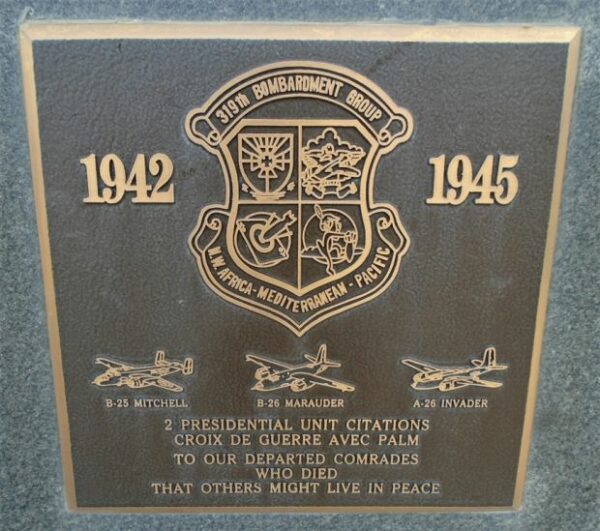 319th BOMBARDMENT GROUP
1942 1945
N.W. AFRICA - MEDITERRANEAN - PACIFIC
B-25 MITCHELL B-26 MARAUDER A-26 INVADER
2 PRESIDENTIAL UNIT CITATIONS
CROIX DE GUERRE AVEC PALM
TO OUR DEPARTED COMRADES
WHO DIED
THAT OTHERS MIGHT LIVE IN PEACE